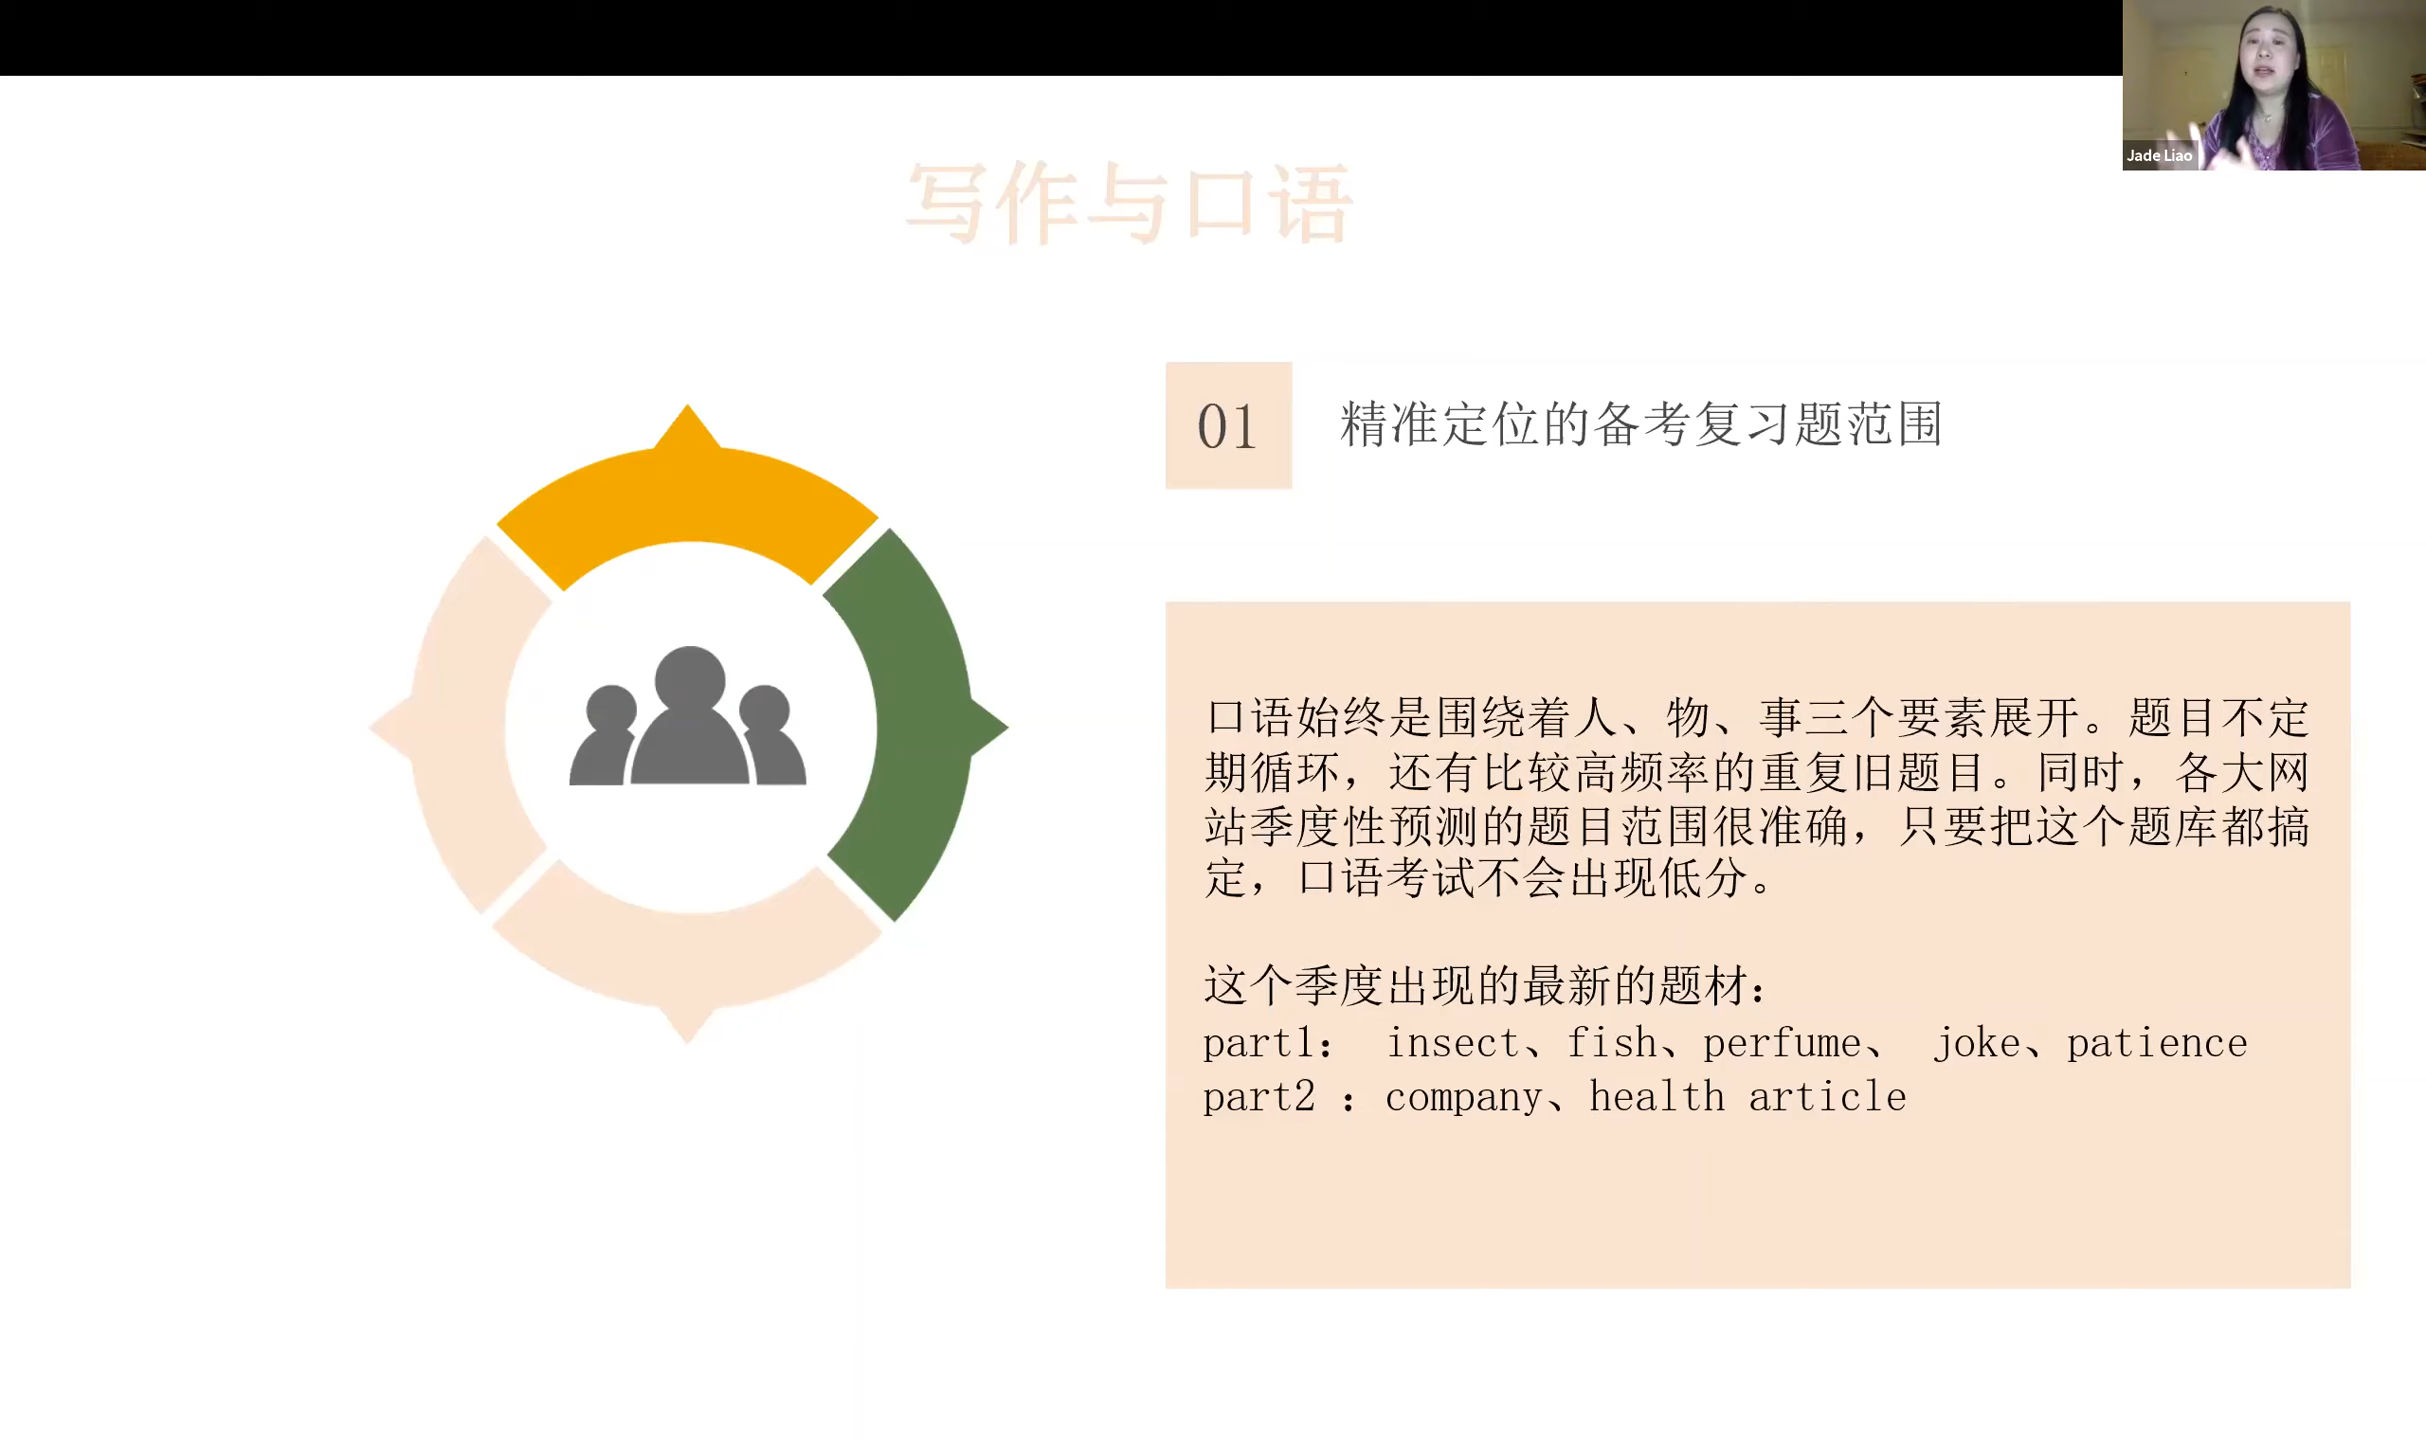 Jade Liao
写作与口语
01
精准定位的备考复习题范围
口语始终是围绕着人、物、事三个要素展开。题目不定
期循环，还有比较高频率的重复旧题目。同时，各大网
站季度性预测的题目范围很准确，只要把这个题库都搞
定，口语考试不会出现低分。
这个季度出现的最新的题材：
part1： insect、fish、perfume、 joke、patience
part2 ：company、health article